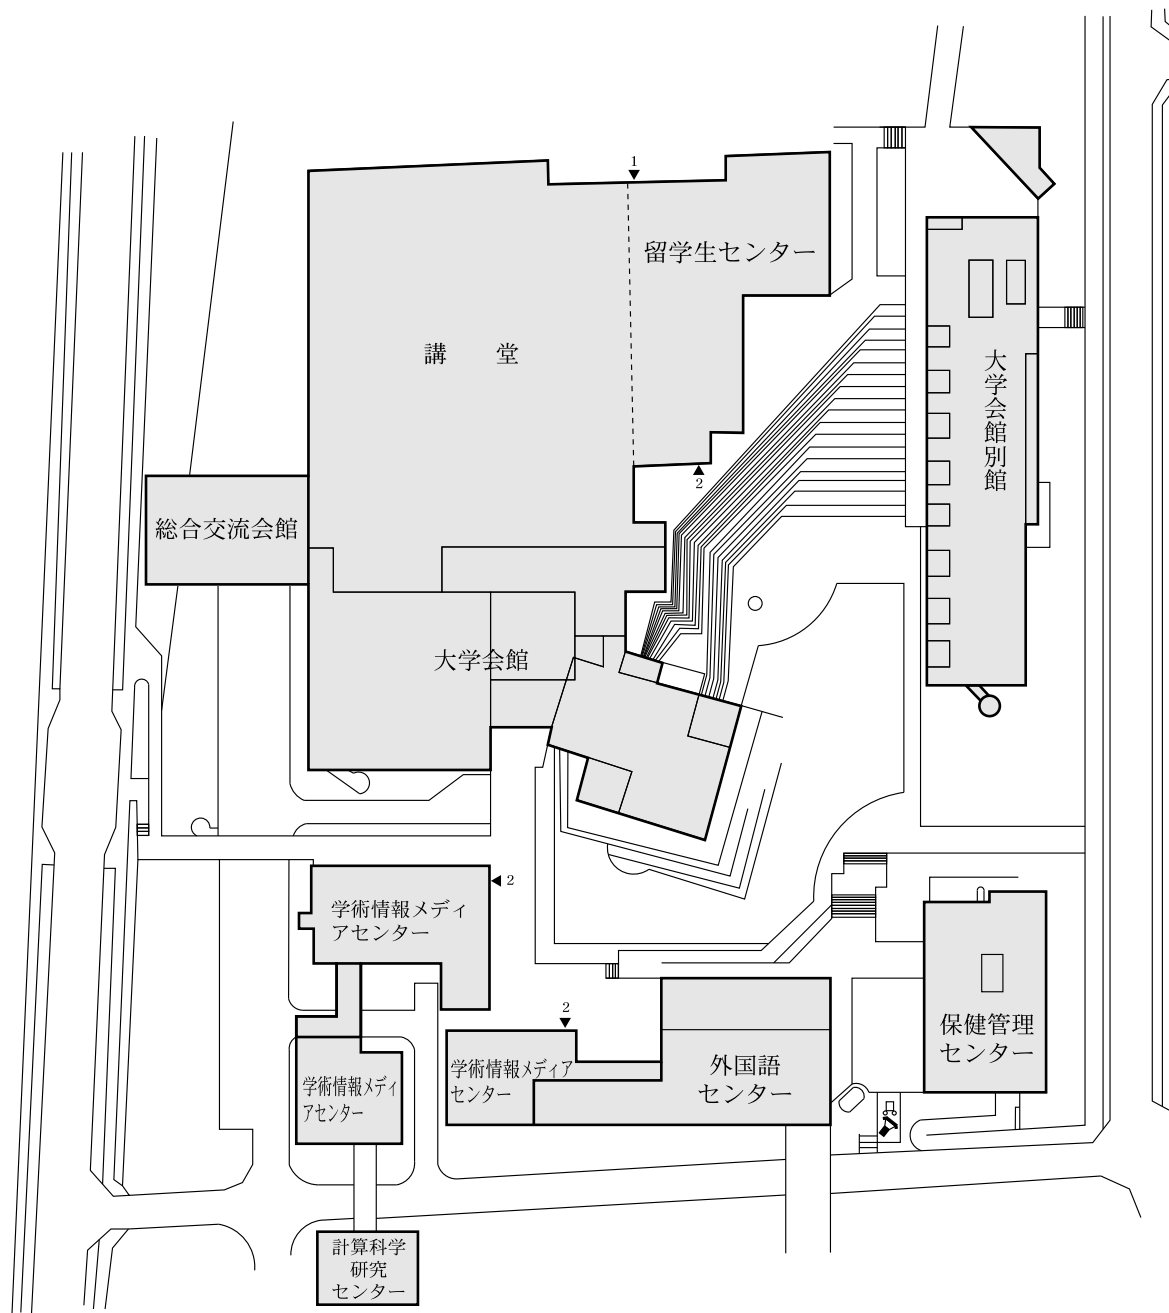 1
留学生センター
講　堂
大学会館別館
2
総合交流会館
大学会館
2
学術情報メディ
アセンター
2
保健管理
センター
学術情報メディア
センター
外国語
センター
学術情報メディ
アセンター
計算科学
研究
センター